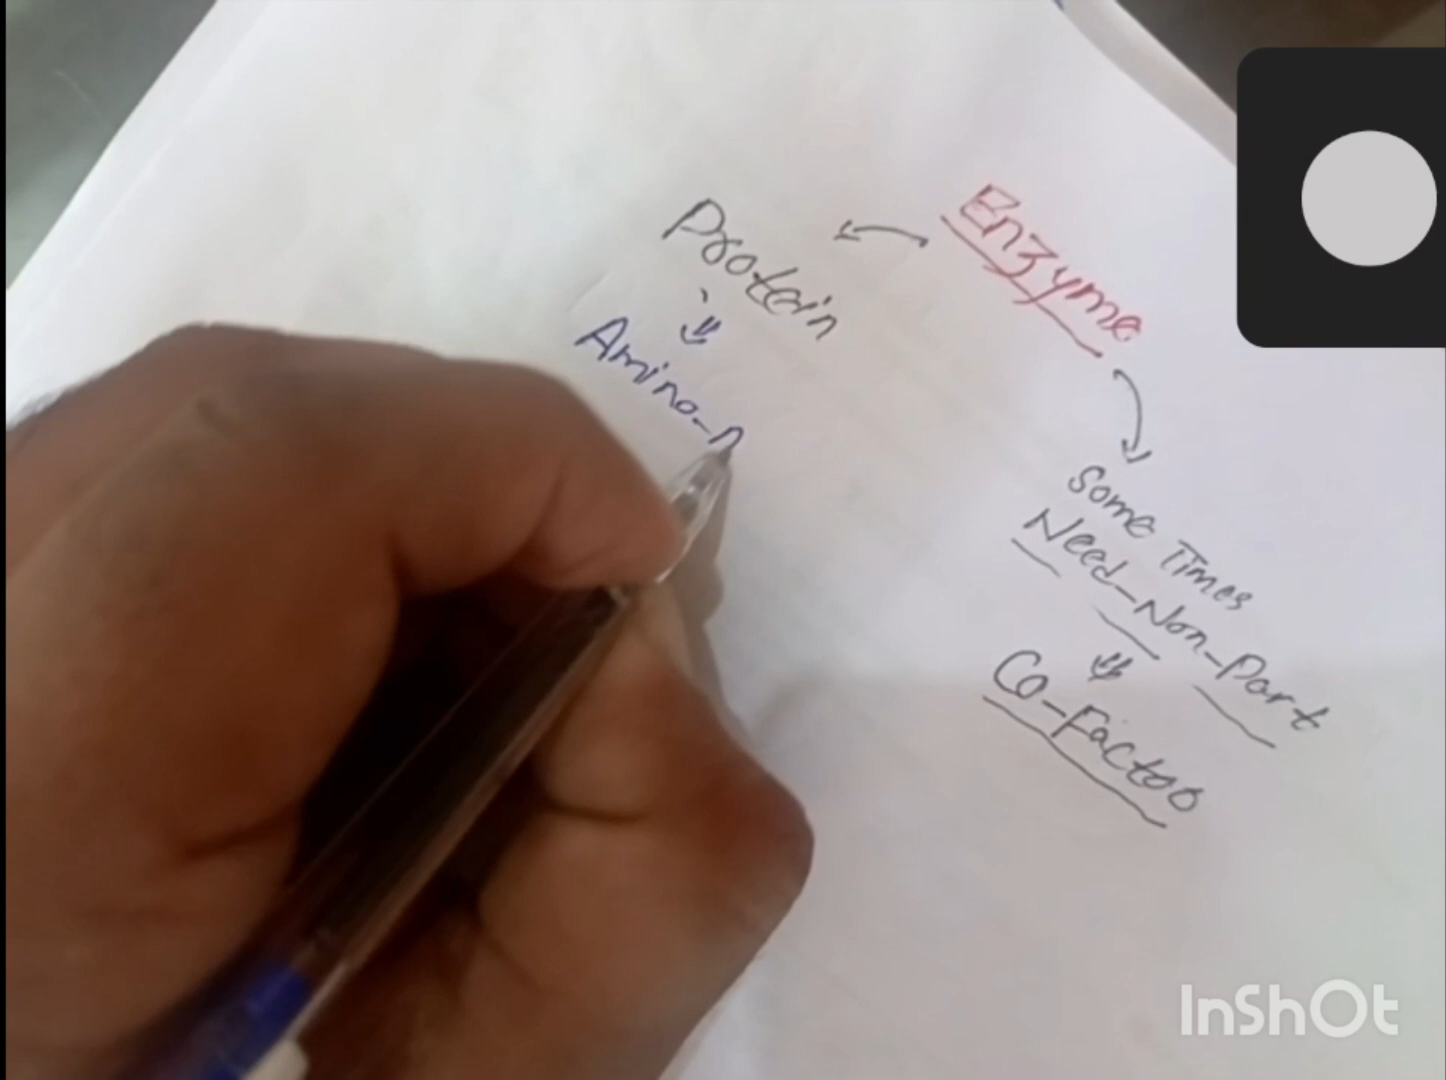 Enzyme
Protein
Amino-A
Some Times
Need-Non-Part
Co-Factoo
InShOt